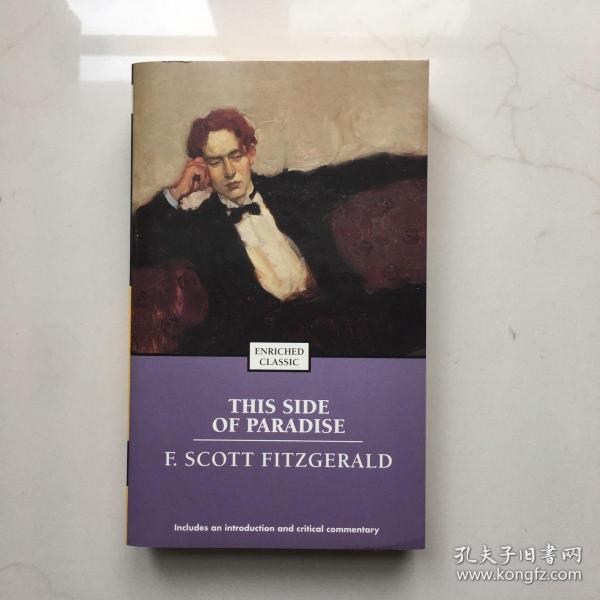 ENRICHED
CLASSIC
THIS SIDE
OF PARADISE
F. SCOTT FITZGERALD
Includes an introduction and critical commentary
孔夫子旧書网
www.kongfz.com